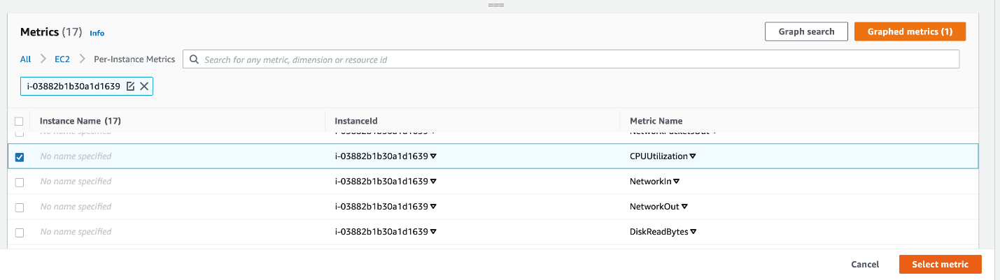 Metrics (17) Info
Graph search
Graphed metrics (1)
All > EC2 > Per-Instance Metrics
Search for any metric, dimension or resource id
i-03882b1b30a1d1639
Instance Name (17) InstanceId Metric Name
No name specified i-03882b1b30a1d1639 NetworkPacketsOut
No name specified i-03882b1b30a1d1639 CPUUtilization
No name specified i-03882b1b30a1d1639 NetworkIn
No name specified i-03882b1b30a1d1639 NetworkOut
No name specified i-03882b1b30a1d1639 DiskReadBytes
Cancel
Select metric